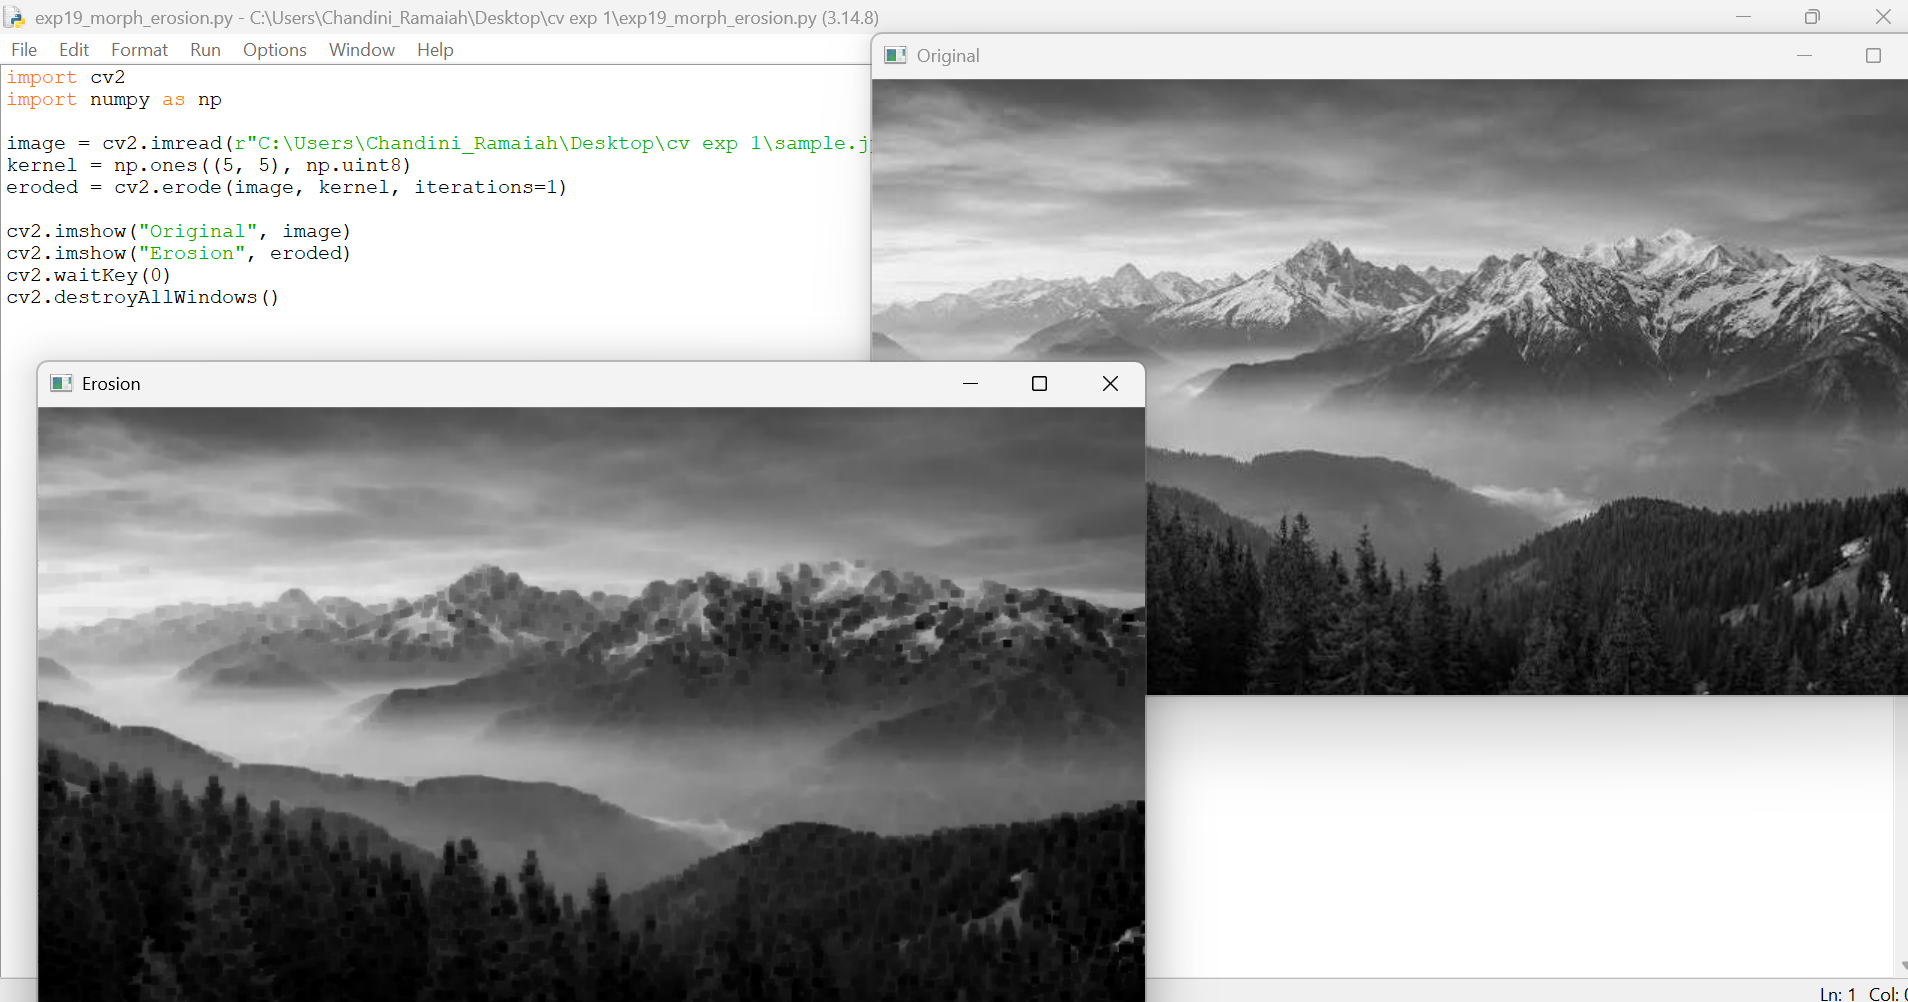 exp19_morph_erosion.py - C:\Users\Chandini_Ramaiah\Desktop\cv exp 1\exp19_morph_erosion.py (3.14.8)
File Edit Format Run Options Window Help
import cv2
import numpy as np
image = cv2.imread(r"C:\Users\Chandini_Ramaiah\Desktop\cv exp 1\sample.j
kernel = np.ones((5, 5), np.uint8)
eroded = cv2.erode(image, kernel, iterations=1)
cv2.imshow("Original", image)
cv2.imshow("Erosion", eroded)
cv2.waitKey(0)
cv2.destroyAllWindows()
Original
Erosion
Ln: 1 Col: